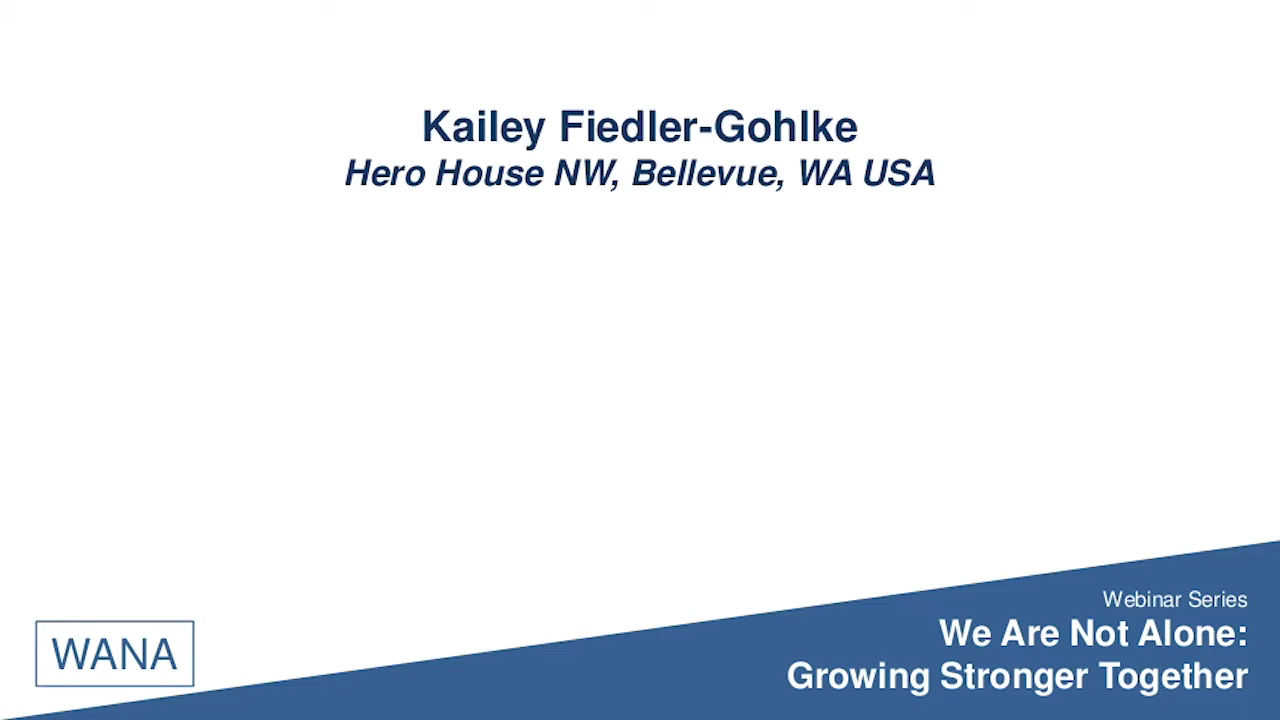 Kailey Fiedler-Gohlke
Hero House NW, Bellevue, WA USA
Webinar Series
We Are Not Alone:
Growing Stronger Together
WANA